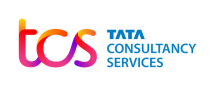 tcs
TATA
CONSULTANCY
SERVICES